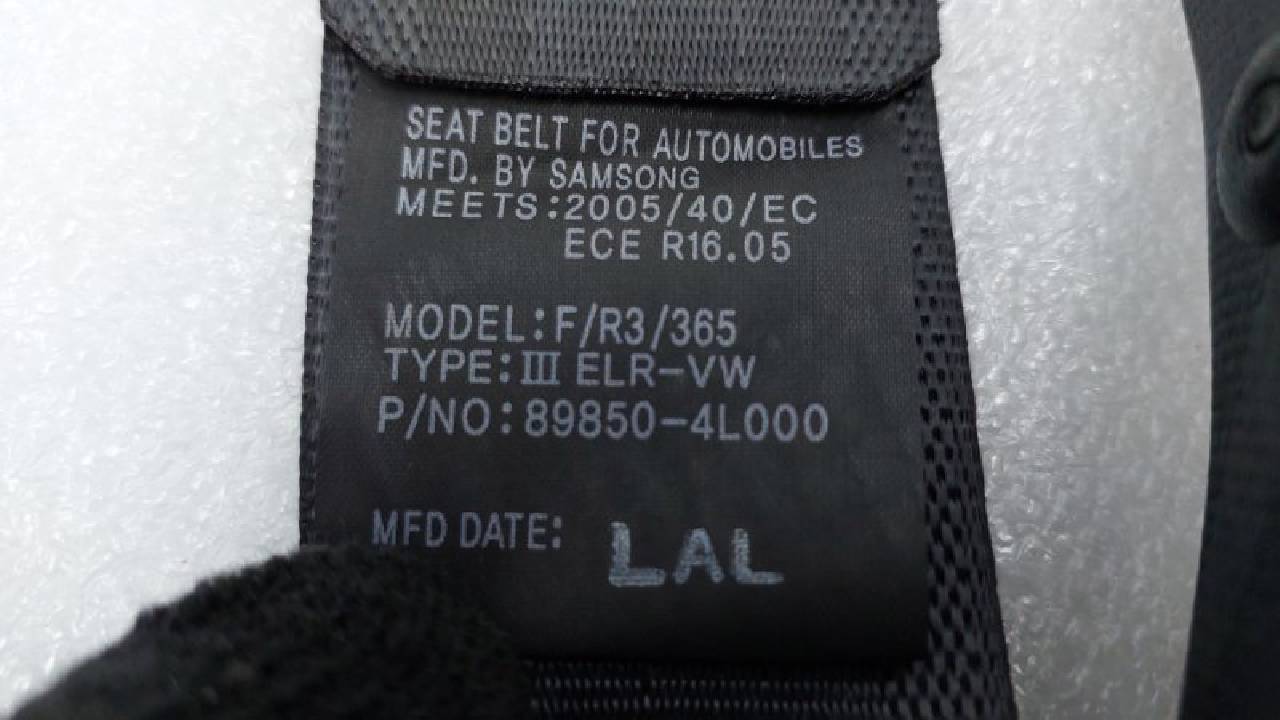 SEAT BELT FOR AUTOMOBILES
MFD. BY SAMSONG
MEETS:2005/40/EC
ECE R16.05
MODEL:F/R3/365
TYPE:Ⅲ ELR-VW
P/NO:89850-4L000
MFD DATE: LAL